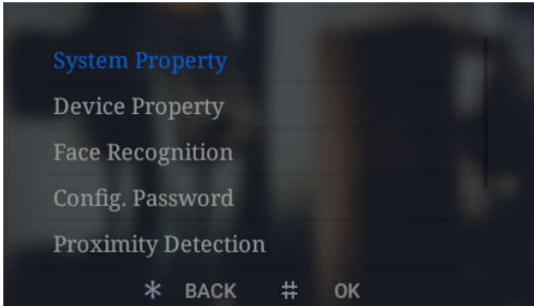 System Property
Device Property
Face Recognition
Config. Password
Proximity Detection
* BACK # OK